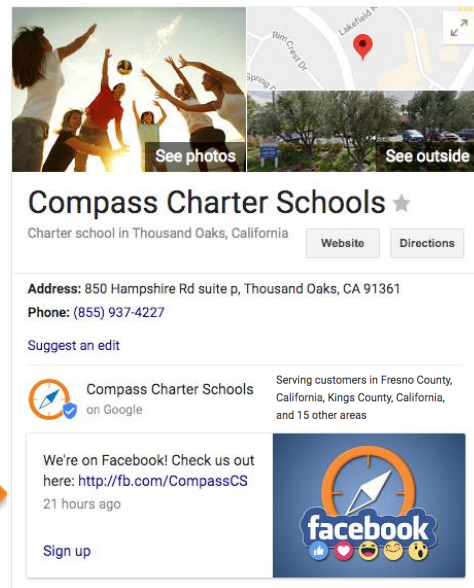 Lakefield R
Rim Crest Dr
Spring
See photos
See outside
Compass Charter Schools
Charter school in Thousand Oaks, California
Website
Directions
Address: 850 Hampshire Rd suite p, Thousand Oaks, CA 91361
Phone: (855) 937-4227
Suggest an edit
Compass Charter Schools
on Google
Serving customers in Fresno County,
California, Kings County, California,
and 15 other areas
We're on Facebook! Check us out
here: http://fb.com/CompassCS
21 hours ago
Sign up
facebook